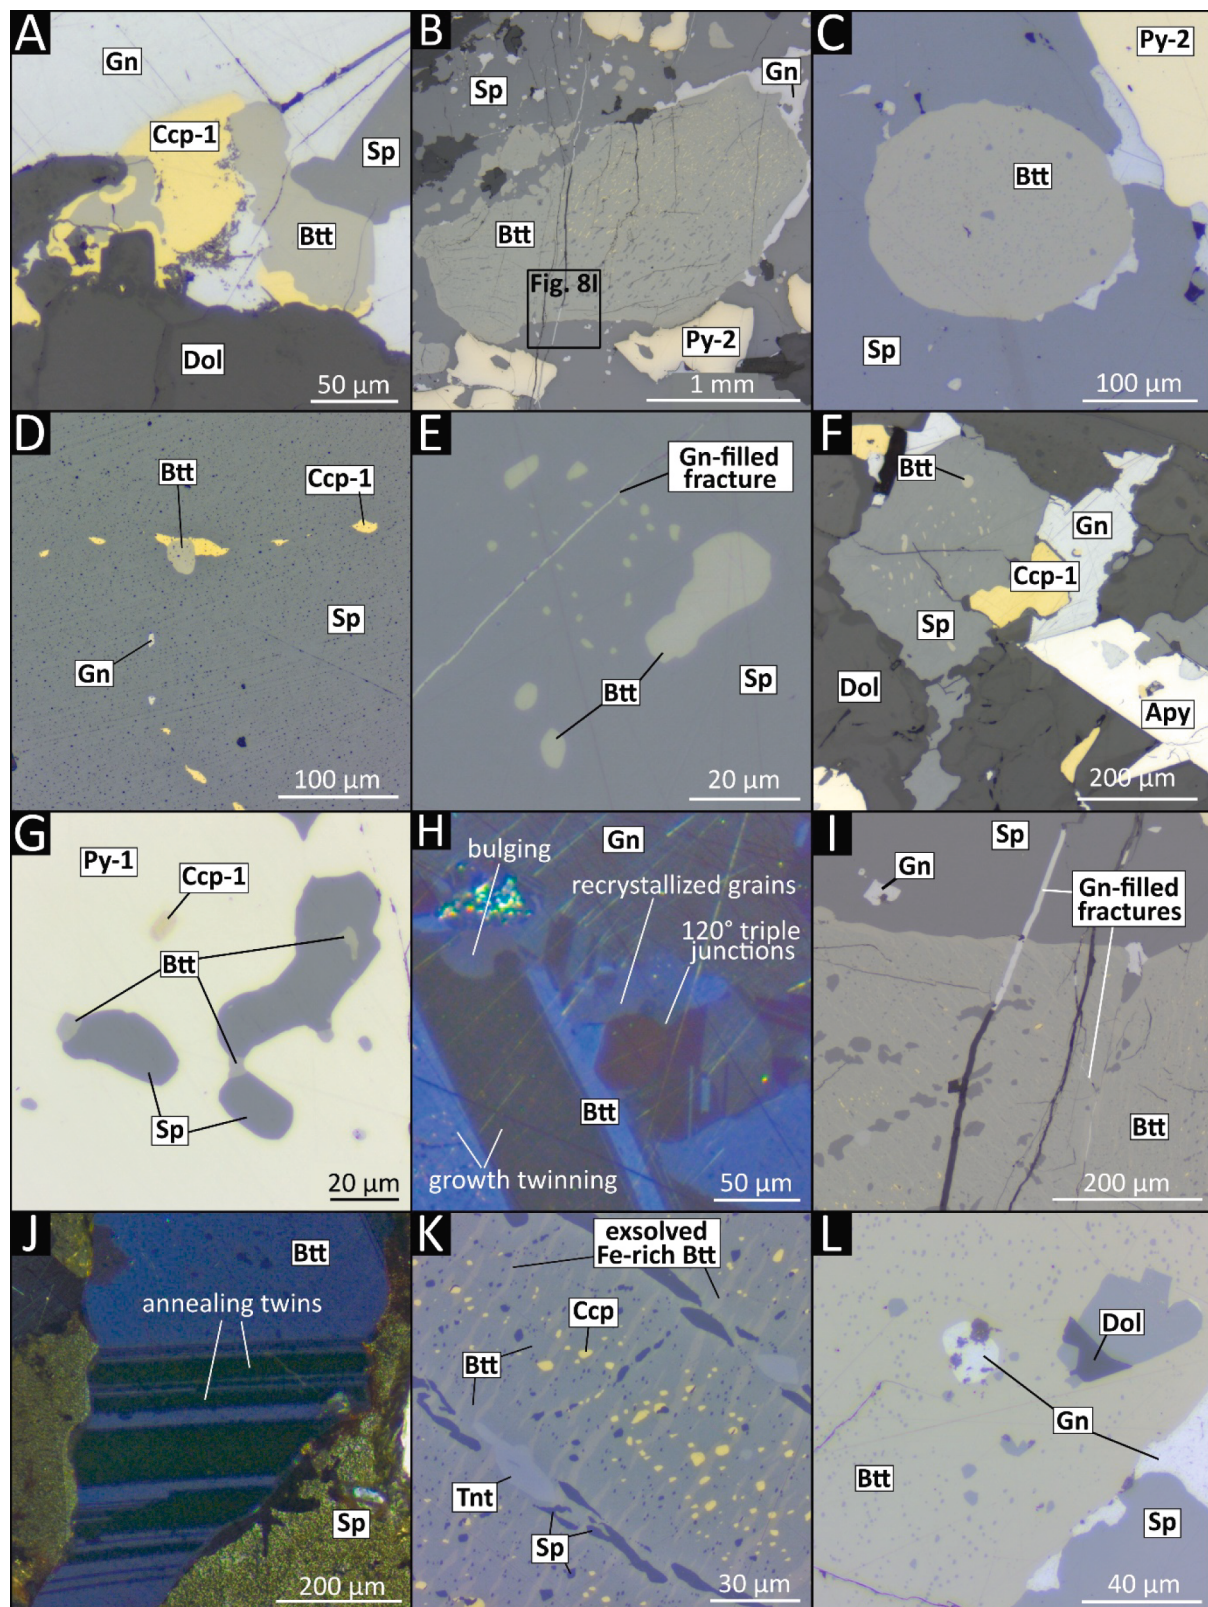 A
Gn
Ccp-1
Sp
Btt
Dol
50 µm
B
Sp
Gn
Btt
Fig. 8I
Py-2
1 mm
C
Py-2
Btt
Sp
100 µm
D
Btt
Ccp-1
Sp
Gn
100 µm
E
Gn-filled
fracture
Btt
Sp
20 µm
F
Btt
Gn
Ccp-1
Sp
Dol
Apy
200 µm
G
Py-1
Ccp-1
Btt
Sp
20 µm
H
Gn
bulging
recrystallized grains
120° triple
junctions
Btt
growth twinning
50 µm
I
Sp
Gn
Gn-filled
fractures
Btt
200 µm
J
Btt
annealing twins
Sp
200 µm
K
exsolved
Fe-rich Btt
Ccp
Btt
Tnt
Sp
30 µm
L
Dol
Gn
Btt
Sp
40 µm